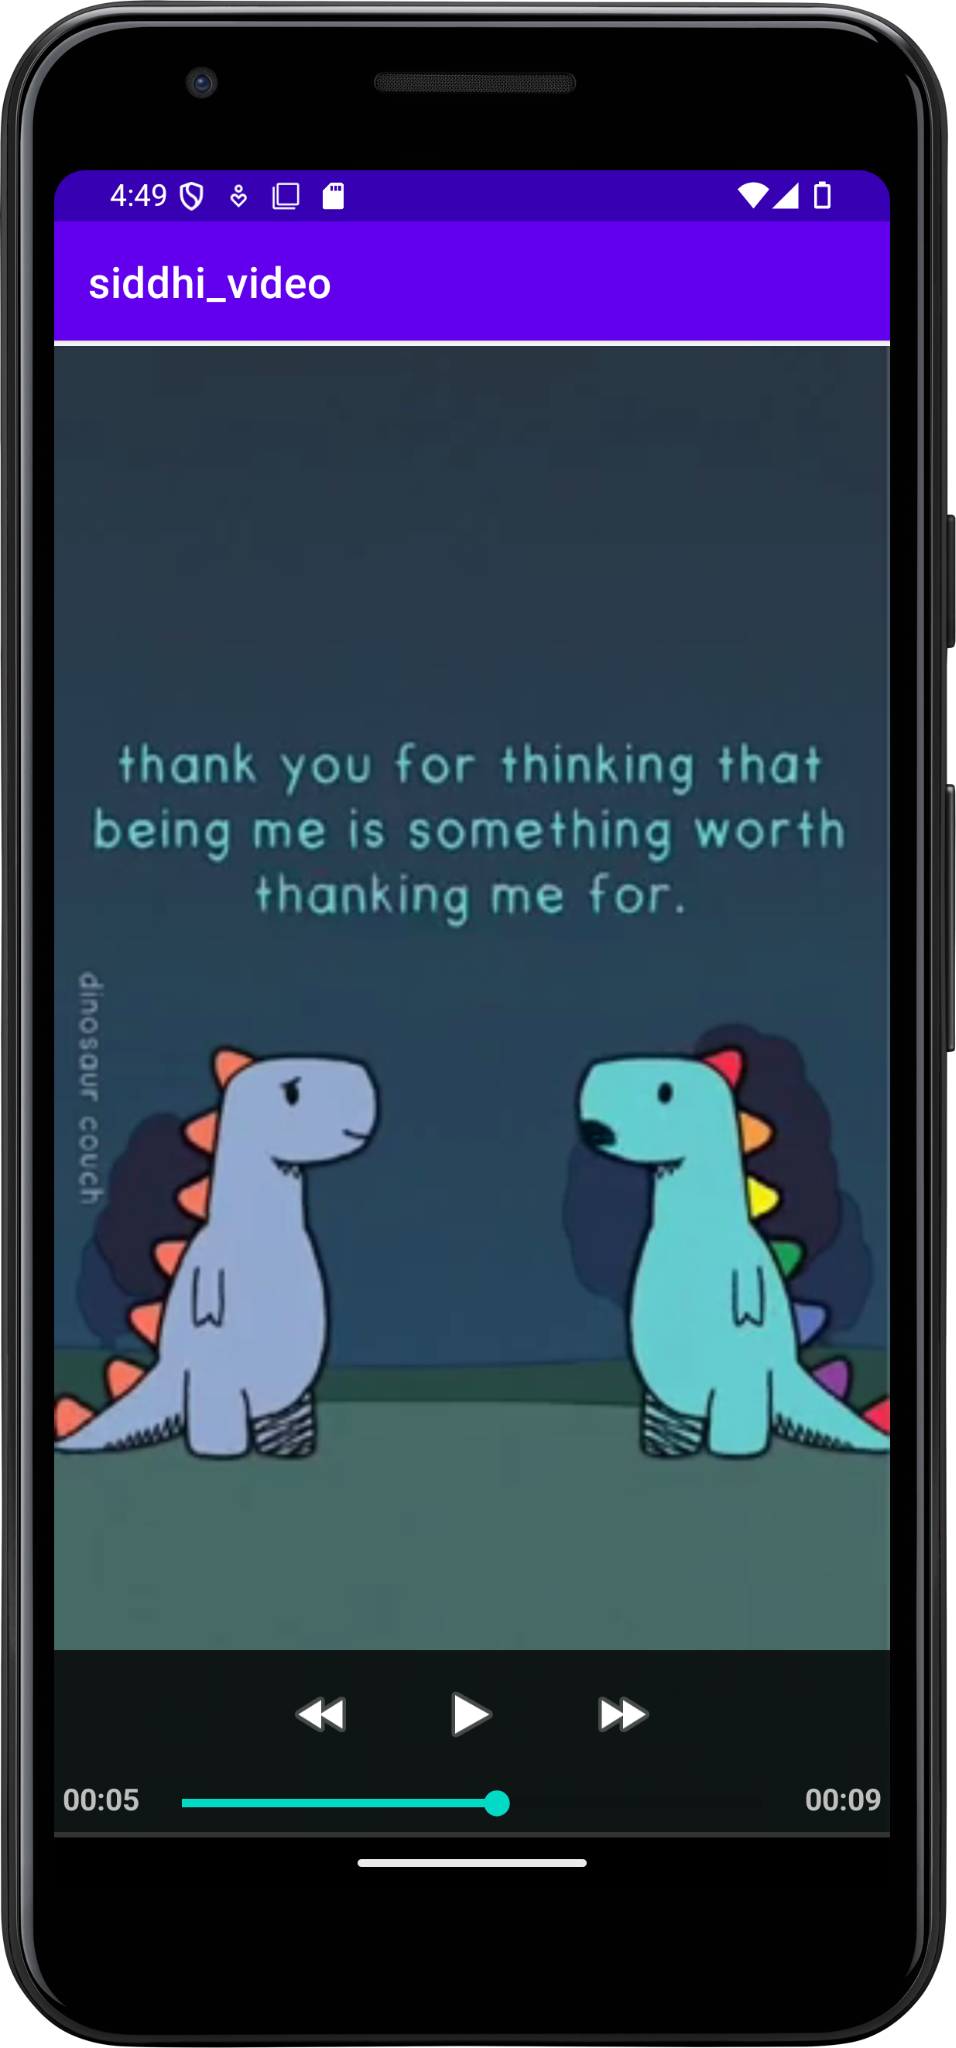 4:49
siddhi_video
thank you for thinking that
being me is something worth
thanking me for.
dinosaur couch
00:05
00:09